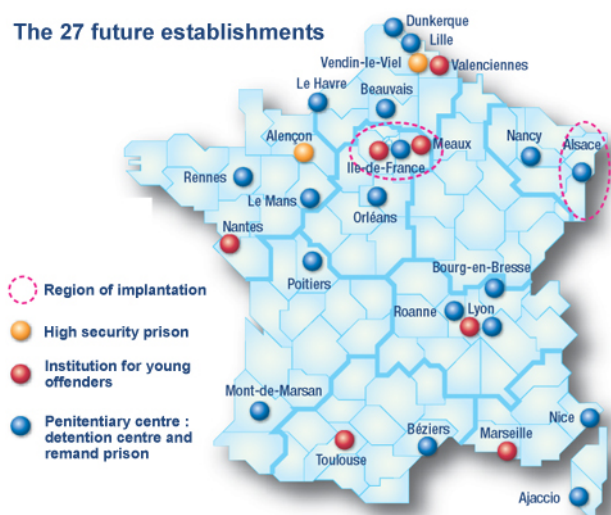 The 27 future establishments
Dunkerque
Lille
Vendin-le-Viel
Valenciennes
Le Havre
Beauvais
Alençon
Meaux
Nancy
Alsace
Ile-de-France
Rennes
Le Mans
Orléans
Nantes
Poitiers
Bourg-en-Bresse
Roanne
Lyon
Region of implantation
High security prison
Institution for young
offenders
Penitentiary centre :
detention centre and
remand prison
Mont-de-Marsan
Toulouse
Béziers
Marseille
Nice
Ajaccio